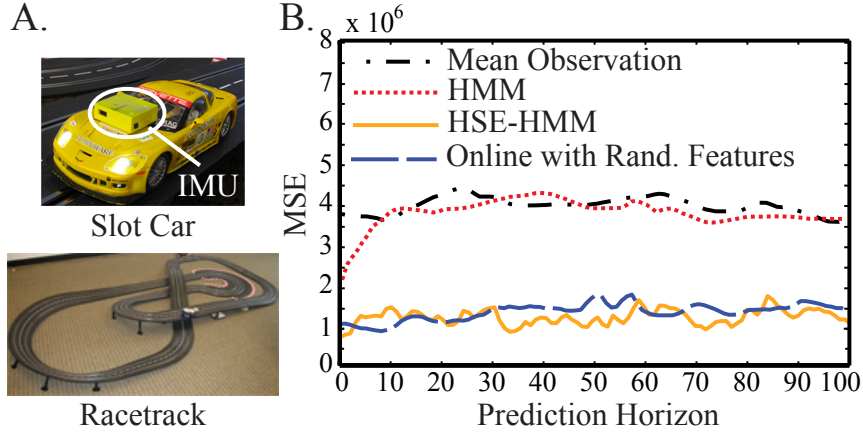 A.
IMU
Slot Car
Racetrack
B.
x 10^6
8
7
6
5
4
3
2
1
0
MSE
Mean Observation
HMM
HSE-HMM
Online with Rand. Features
0 10 20 30 40 50 60 70 80 90 100
Prediction Horizon